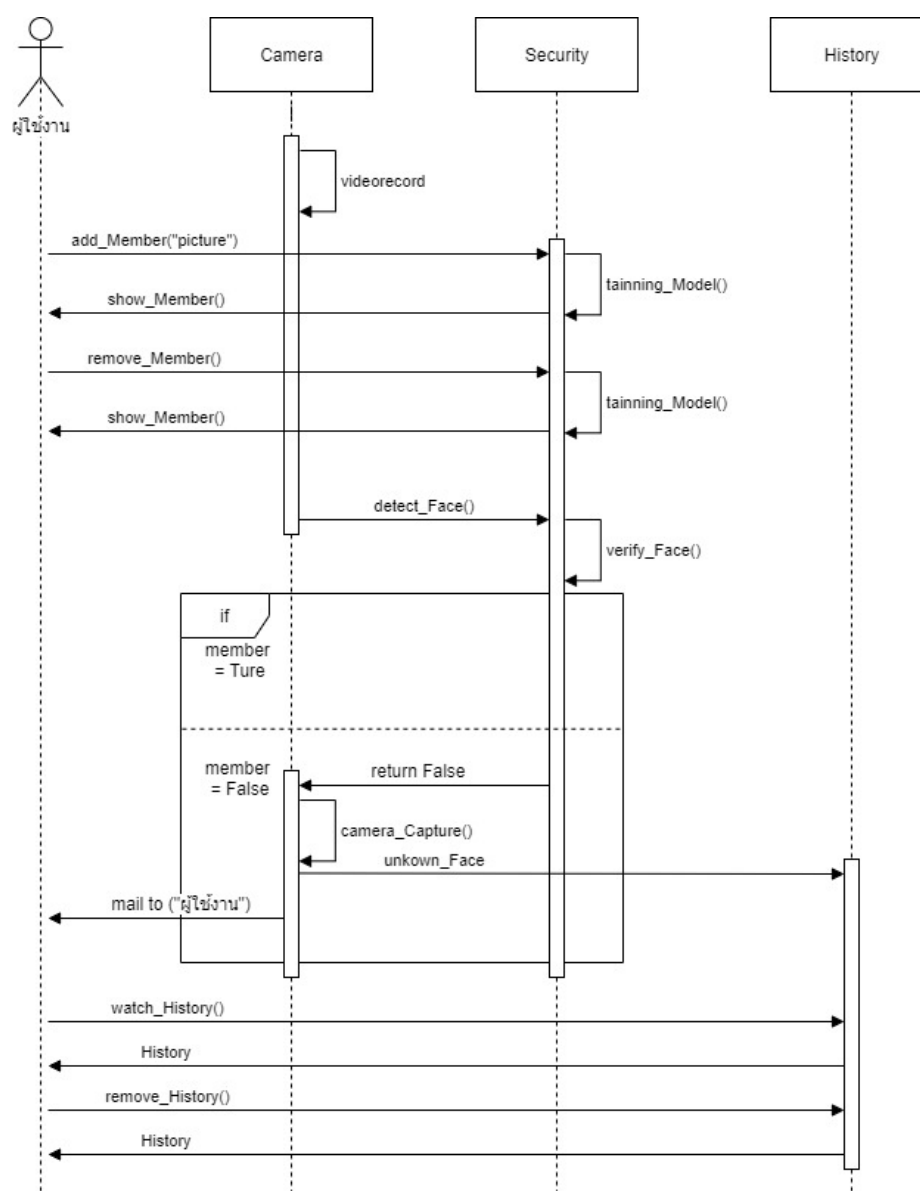 Camera
Security
History
ผู้ใช้งาน
videorecord
add_Member("picture")
tainning_Model()
show_Member()
remove_Member()
tainning_Model()
show_Member()
detect_Face()
verify_Face()
if
member
= Ture
member
= False
return False
camera_Capture()
unkown_Face
mail to ("ผู้ใช้งาน")
watch_History()
History
remove_History()
History